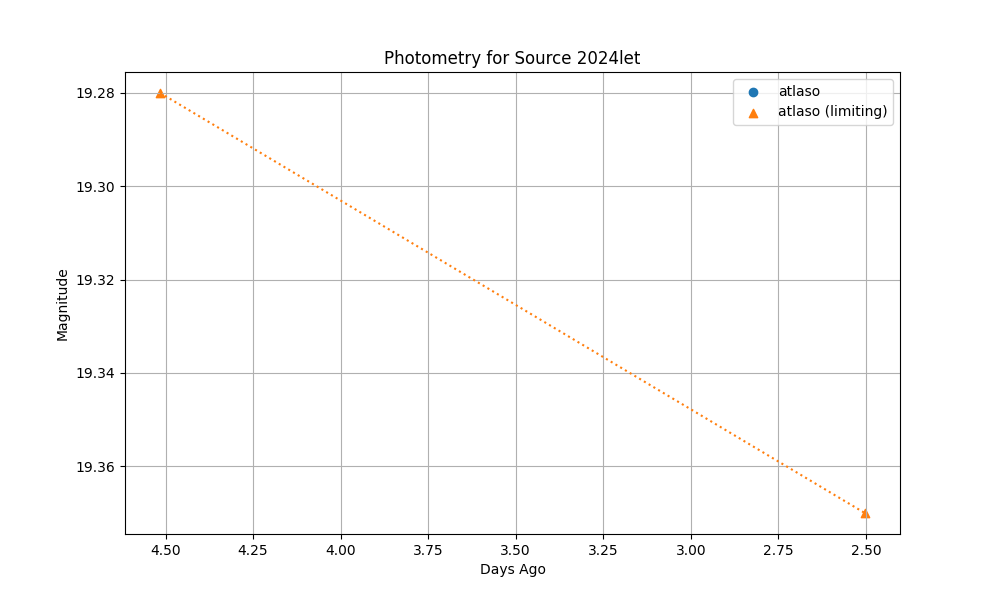 Photometry for Source 2024let
atlaso
atlaso (limiting)
Magnitude
19.28
19.30
19.32
19.34
19.36
4.50 4.25 4.00 3.75 3.50 3.25 3.00 2.75 2.50
Days Ago